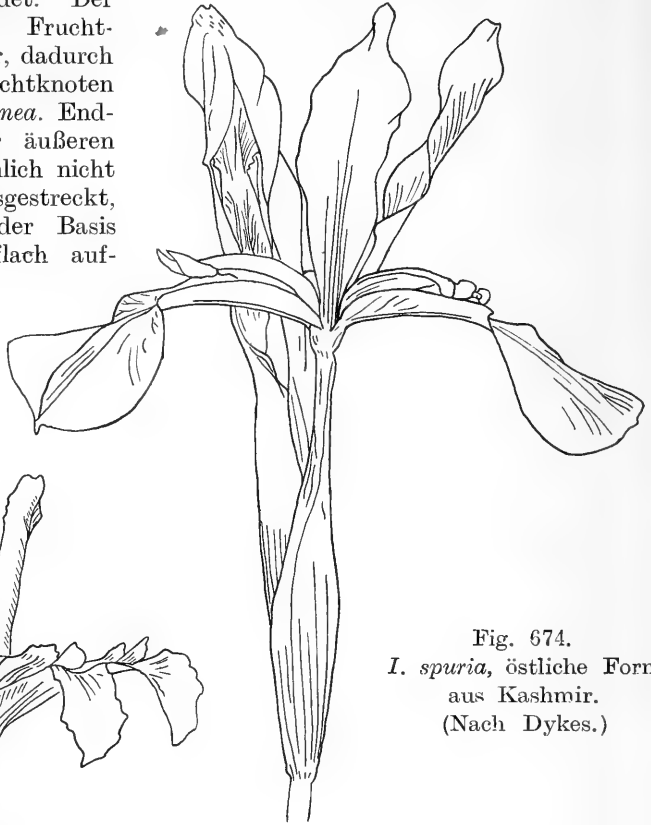 det. Der
Frucht-
, dadurch
chtknoten
nea. End-
äußeren
lich nicht
sgestreckt,
der Basis
flach auf-
Fig. 674.
I. spuria, östliche Form
aus Kashmir.
(Nach Dykes.)